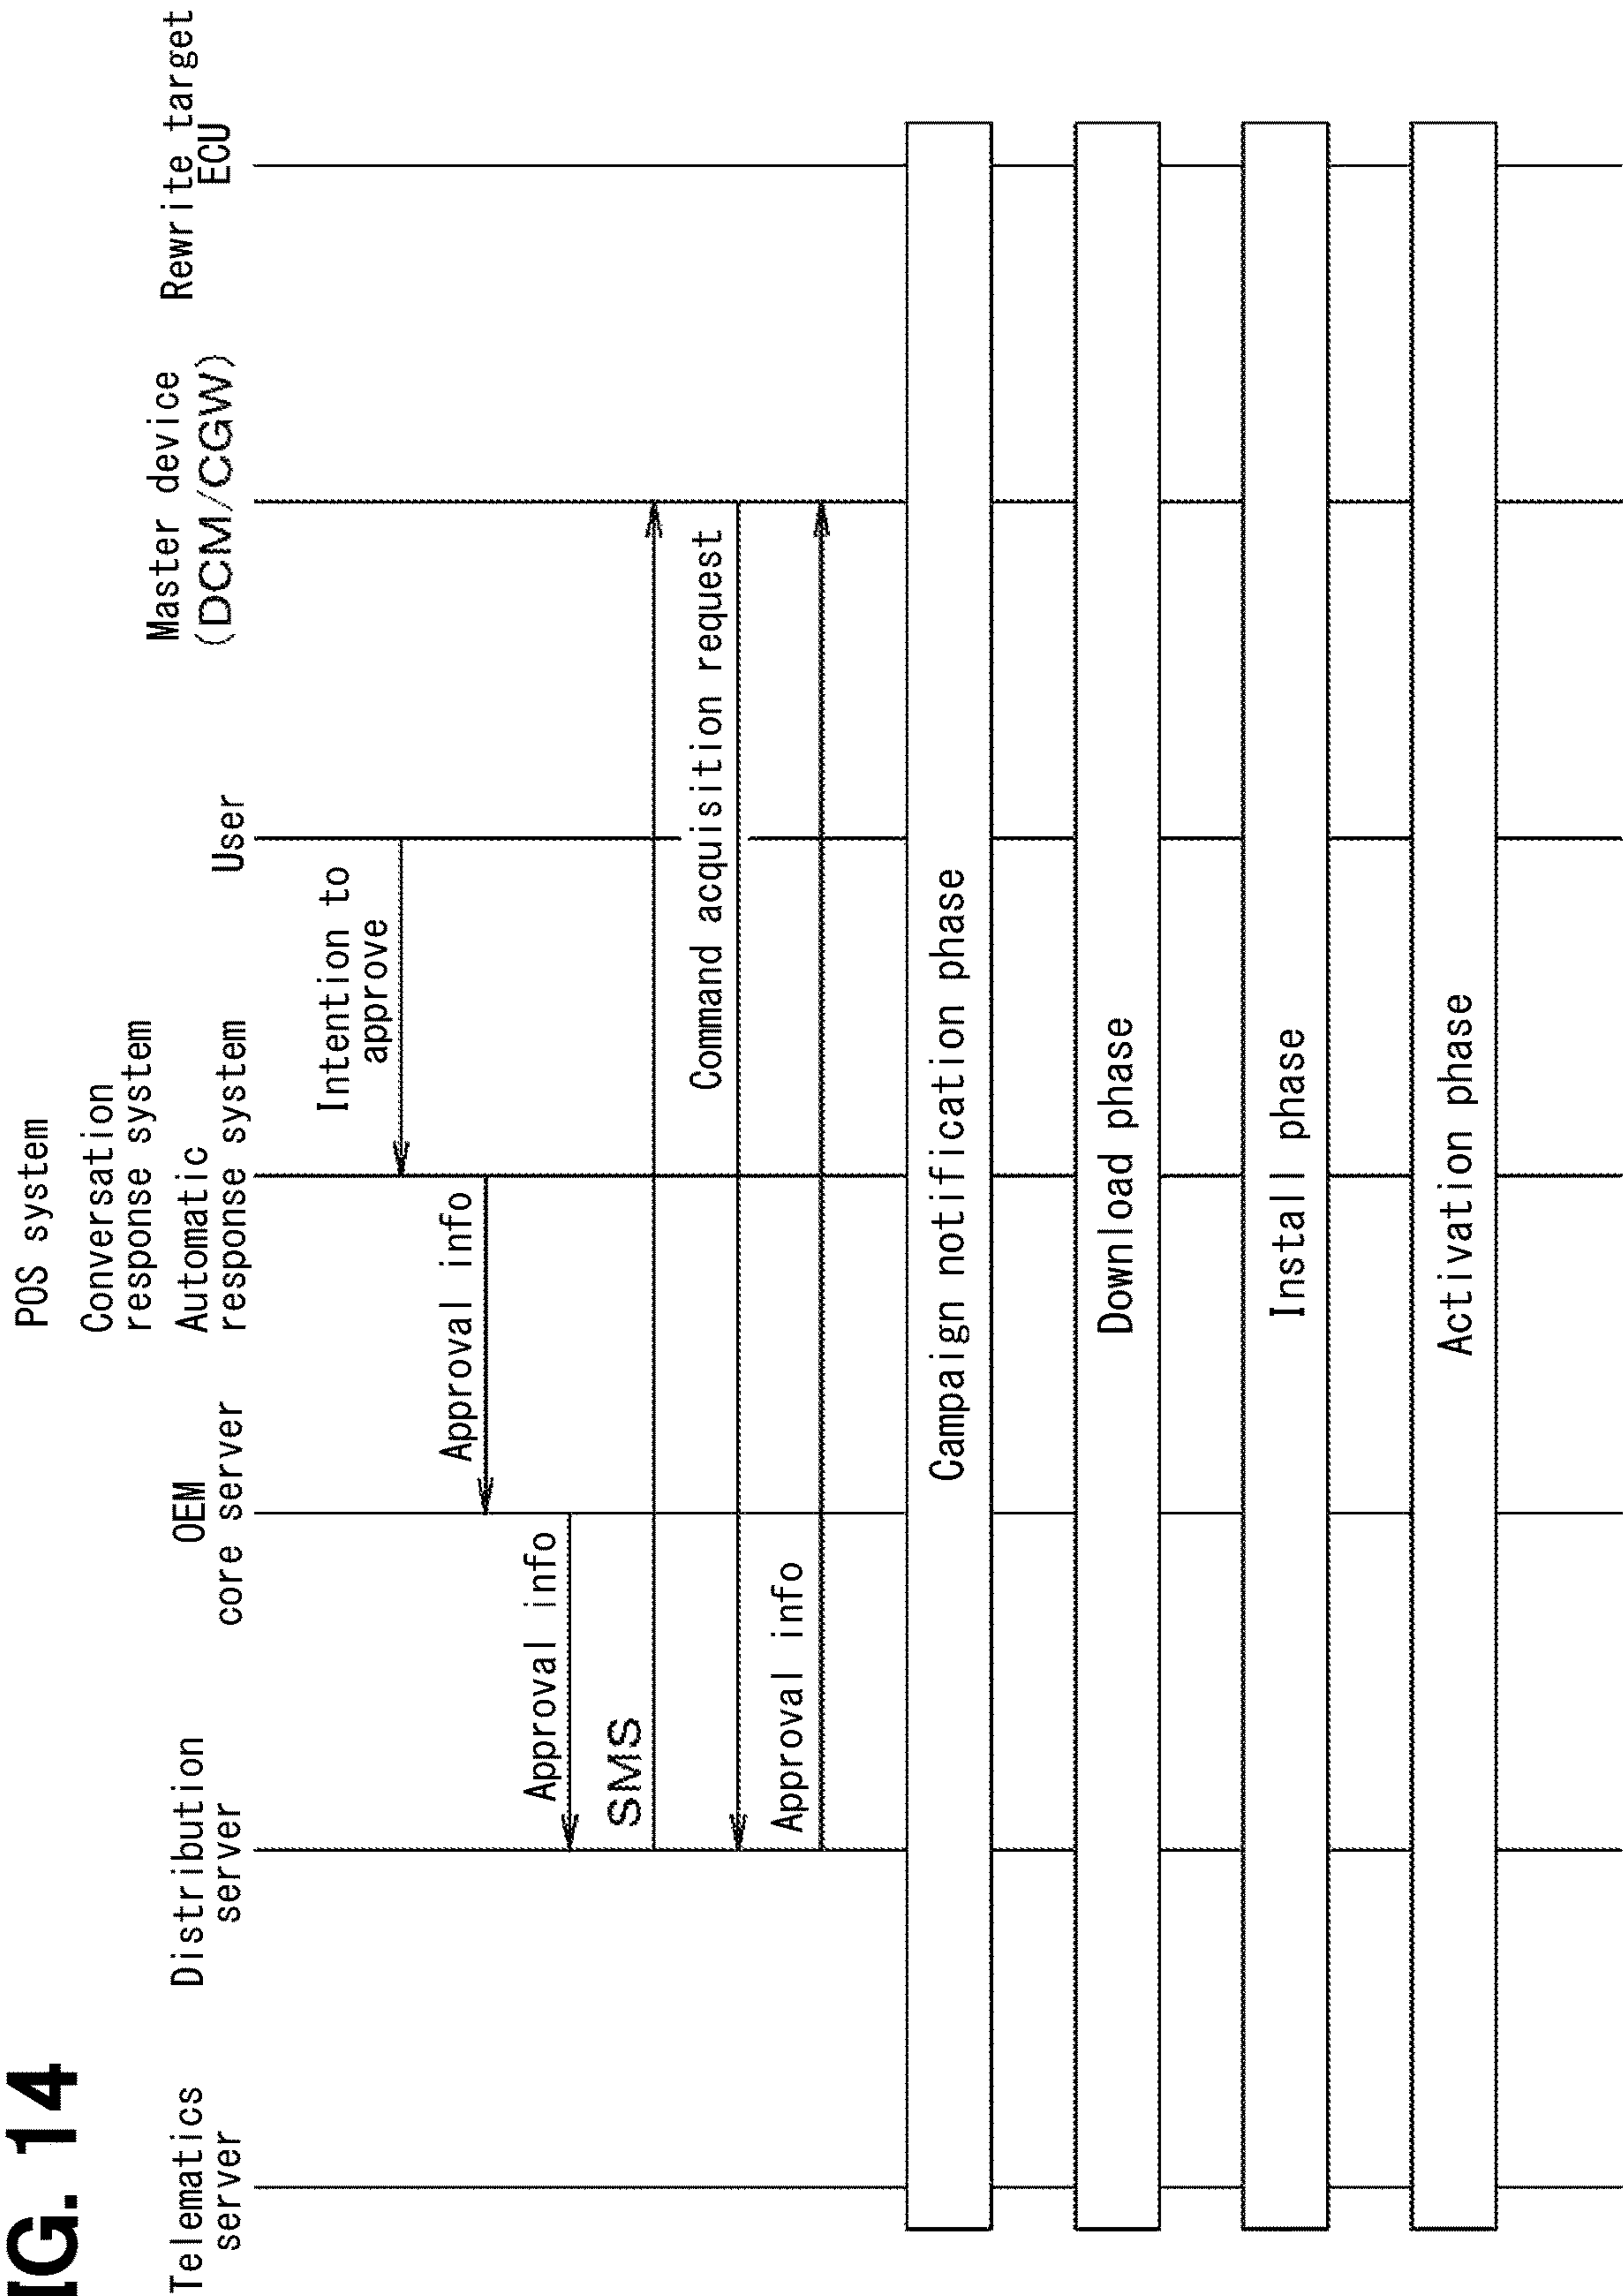 IG. 14
Telematics
server
Distribution
server
OEM
core server
POS system
Conversation
response system
Automatic
response system
User
Master device
(DCM/CGW)
Rewrite target
ECU
Intention to
approve
Approval info
Approval info
SMS
Command acquisition request
Approval info
Campaign notification phase
Download phase
Install phase
Activation phase